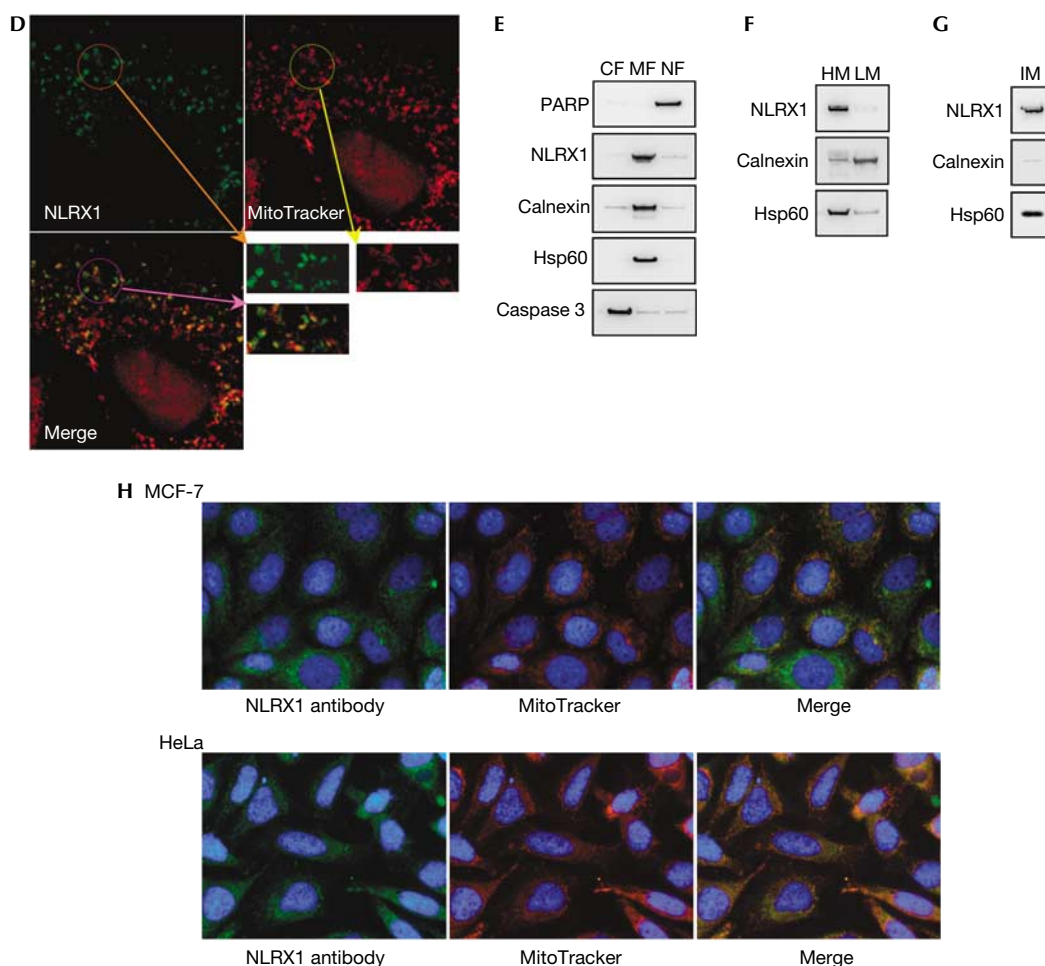 D
NLRX1
MitoTracker
Merge
E
CF MF NF
PARP
NLRX1
Calnexin
Hsp60
Caspase 3
F
HM LM
NLRX1
Calnexin
Hsp60
G
IM
NLRX1
Calnexin
Hsp60
H MCF-7
NLRX1 antibody
MitoTracker
Merge
HeLa
NLRX1 antibody
MitoTracker
Merge